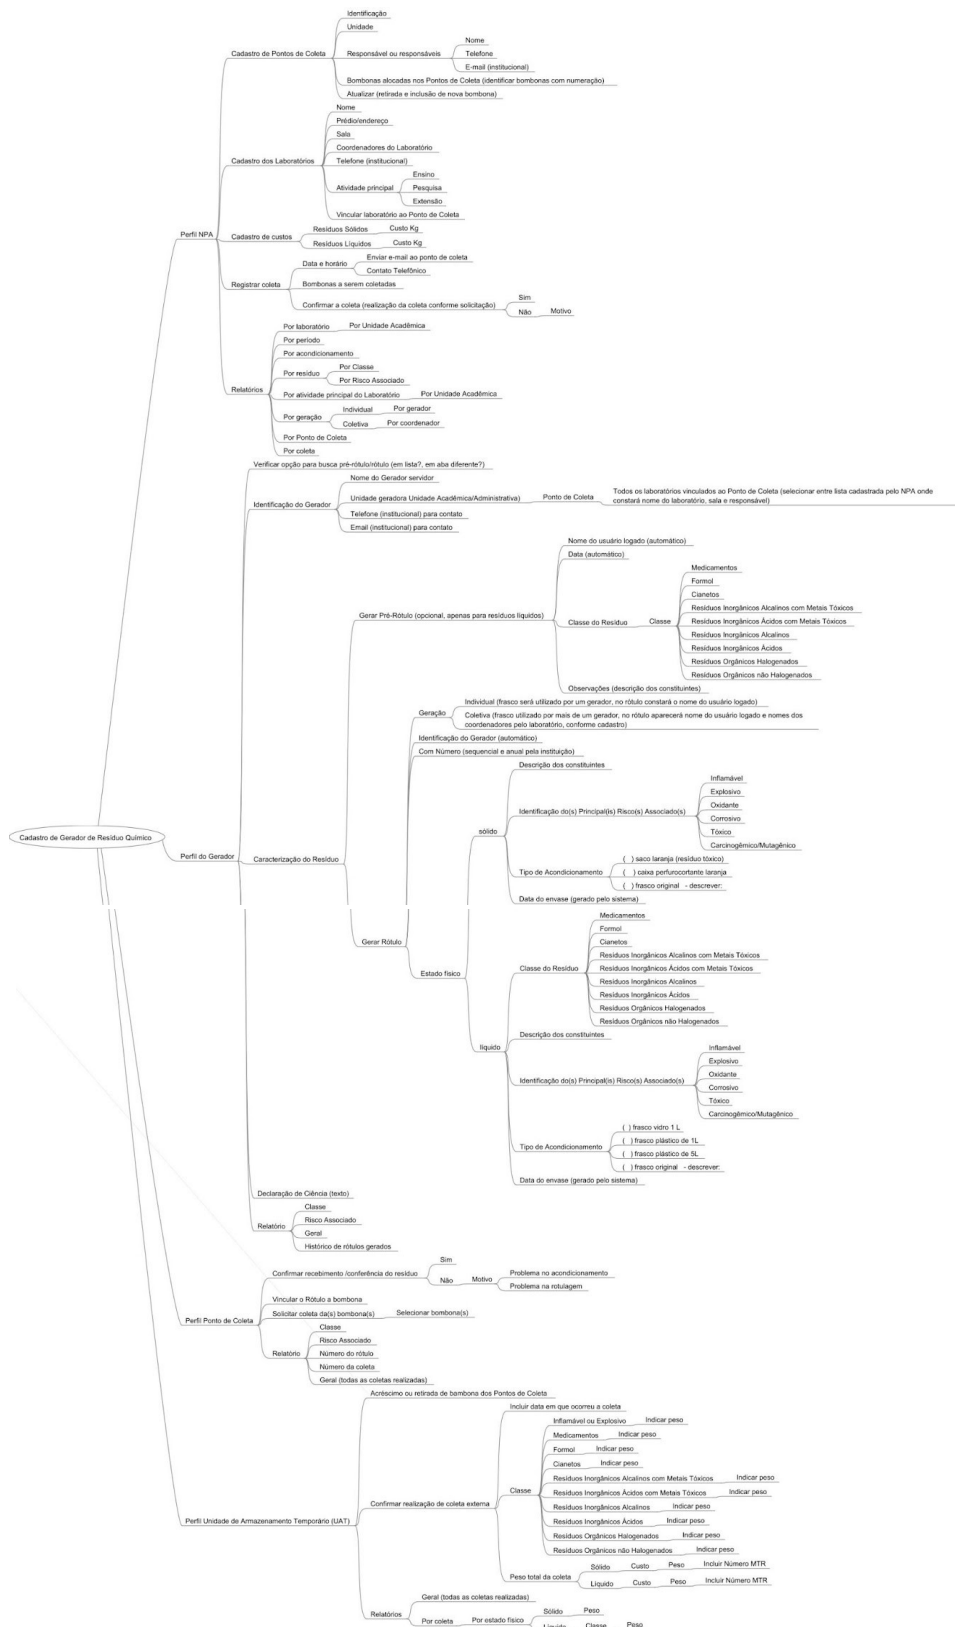 Cadastro de Gerador de Resíduo Químico
Perfil NPA
Cadastro de Pontos de Coleta
Identificação
Unidade
Responsável ou responsáveis
Nome
Telefone
E-mail (institucional)
Bombonas alocadas nos Pontos de Coleta (identificar bombonas com numeração)
Atualizar (retirada e inclusão de nova bombona)
Cadastro dos Laboratórios
Nome
Prédio/endereço
Sala
Coordenadores do Laboratório
Telefone (institucional)
Atividade principal
Ensino
Pesquisa
Extensão
Vincular laboratório ao Ponto de Coleta
Cadastro de custos
Resíduos Sólidos
Custo Kg
Resíduos Líquidos
Custo Kg
Registrar coleta
Data e horário
Enviar e-mail ao ponto de coleta
Contato Telefônico
Bombonas a serem coletadas
Confirmar a coleta (realização da coleta conforme solicitação)
Sim
Não
Motivo
Relatórios
Por laboratório
Por Unidade Acadêmica
Por período
Por acondicionamento
Por resíduo
Por Classe
Por Risco Associado
Por atividade principal do Laboratório
Por Unidade Acadêmica
Por geração
Individual
Por gerador
Coletiva
Por coordenador
Por Ponto de Coleta
Por coleta
Perfil do Gerador
Verificar opção para busca pré-rótulo/rótulo (em lista?, em aba diferente?)
Identificação do Gerador
Nome do Gerador servidor
Unidade geradora Unidade Acadêmica/Administrativa)
Ponto de Coleta
Todos os laboratórios vinculados ao Ponto de Coleta (selecionar entre lista cadastrada pelo NPA onde
constará nome do laboratório, sala e responsável)
Telefone (institucional) para contato
Email (institucional) para contato
Caracterização do Resíduo
Gerar Pré-Rótulo (opcional, apenas para resíduos líquidos)
Nome do usuário logado (automático)
Data (automático)
Classe do Resíduo
Classe
Medicamentos
Formol
Cianetos
Resíduos Inorgânicos Alcalinos com Metais Tóxicos
Resíduos Inorgânicos Ácidos com Metais Tóxicos
Resíduos Inorgânicos Alcalinos
Resíduos Inorgânicos Ácidos
Resíduos Orgânicos Halogenados
Resíduos Orgânicos não Halogenados
Observações (descrição dos constituintes)
Gerar Rótulo
Geração
Individual (frasco será utilizado por um gerador, no rótulo constará o nome do usuário logado)
Coletiva (frasco utilizado por mais de um gerador, no rótulo aparecerá nome do usuário logado e nomes dos
coordenadores pelo laboratório, conforme cadastro)
Identificação do Gerador (automático)
Com Número (sequencial e anual pela instituição)
Estado físico
sólido
Descrição dos constituintes
Identificação do(s) Principal(is) Risco(s) Associado(s)
Inflamável
Explosivo
Oxidante
Corrosivo
Tóxico
Carcinogêmico/Mutagênico
Tipo de Acondicionamento
( ) saco laranja (resíduo tóxico)
( ) caixa perfurocortante laranja
( ) frasco original - descrever:
Data do envase (gerado pelo sistema)
líquido
Classe do Resíduo
Medicamentos
Formol
Cianetos
Resíduos Inorgânicos Alcalinos com Metais Tóxicos
Resíduos Inorgânicos Ácidos com Metais Tóxicos
Resíduos Inorgânicos Alcalinos
Resíduos Inorgânicos Ácidos
Resíduos Orgânicos Halogenados
Resíduos Orgânicos não Halogenados
Descrição dos constituintes
Identificação do(s) Principal(is) Risco(s) Associado(s)
Inflamável
Explosivo
Oxidante
Corrosivo
Tóxico
Carcinogêmico/Mutagênico
Tipo de Acondicionamento
( ) frasco vidro 1 L
( ) frasco plástico de 1L
( ) frasco plástico de 5L
( ) frasco original - descrever:
Data do envase (gerado pelo sistema)
Declaração de Ciência (texto)
Relatório
Classe
Risco Associado
Geral
Histórico de rótulos gerados
Perfil Ponto de Coleta
Confirmar recebimento /conferência do resíduo
Sim
Não
Motivo
Problema no acondicionamento
Problema na rotulagem
Vincular o Rótulo a bombona
Solicitar coleta da(s) bombona(s)
Selecionar bombona(s)
Relatório
Classe
Risco Associado
Número do rótulo
Número da coleta
Geral (todas as coletas realizadas)
Perfil Unidade de Armazenamento Temporário (UAT)
Acréscimo ou retirada de bambona dos Pontos de Coleta
Confirmar realização de coleta externa
Incluir data em que ocorreu a coleta
Classe
Inflamável ou Explosivo
Indicar peso
Medicamentos
Indicar peso
Formol
Indicar peso
Cianetos
Indicar peso
Resíduos Inorgânicos Alcalinos com Metais Tóxicos
Indicar peso
Resíduos Inorgânicos Ácidos com Metais Tóxicos
Indicar peso
Resíduos Inorgânicos Alcalinos
Indicar peso
Resíduos Inorgânicos Ácidos
Indicar peso
Resíduos Orgânicos Halogenados
Indicar peso
Resíduos Orgânicos não Halogenados
Indicar peso
Peso total da coleta
Sólido
Custo
Peso
Incluir Número MTR
Líquido
Custo
Peso
Incluir Número MTR
Relatórios
Geral (todas as coletas realizadas)
Por coleta
Por estado físico
Sólido
Peso
Líquido
Classe
Peso